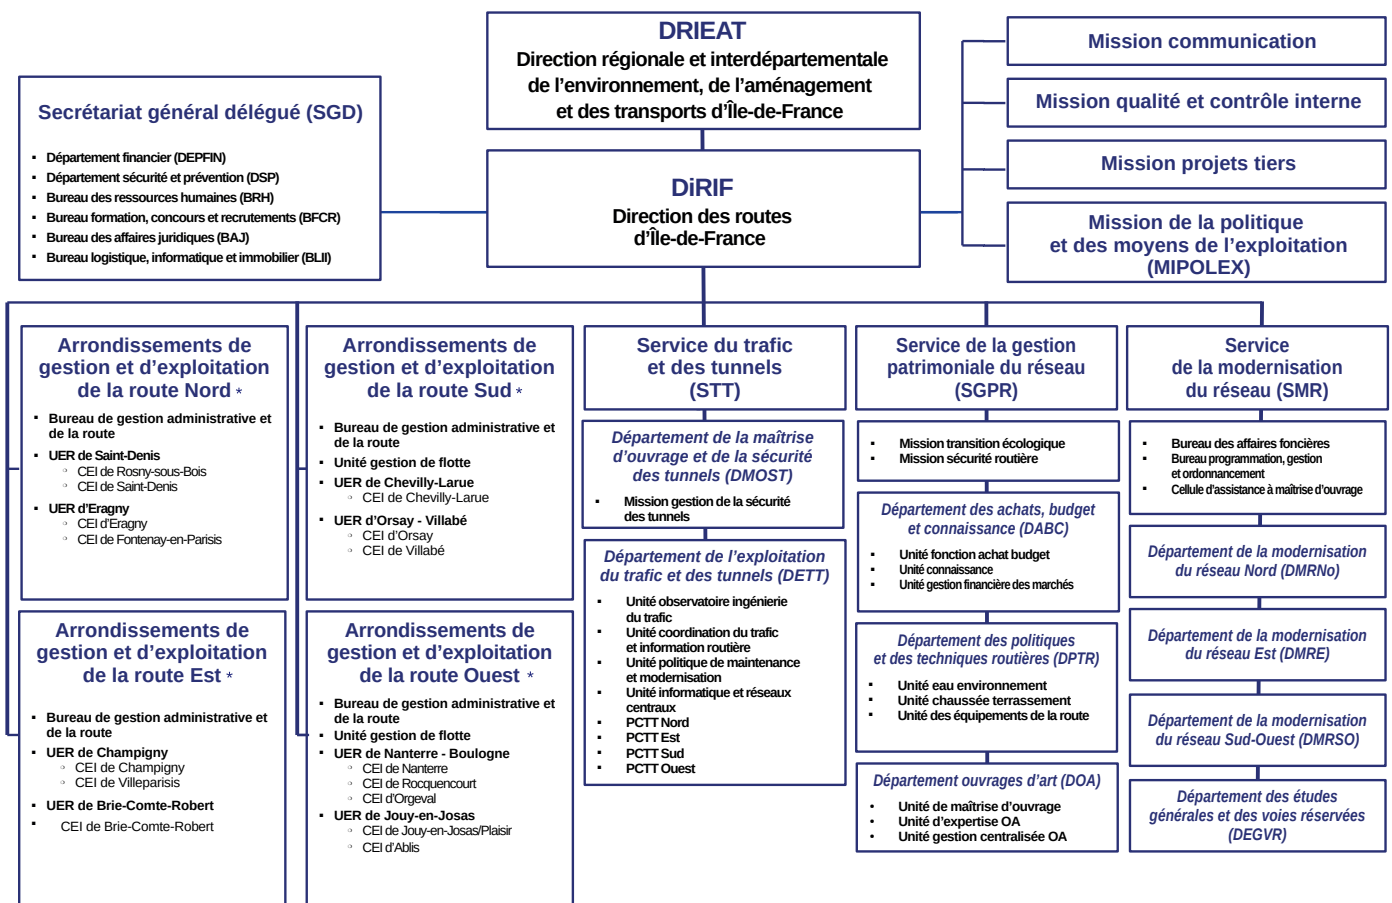 DRIEAT
Direction régionale et interdépartementale
de l’environnement, de l’aménagement
et des transports d’Île-de-France
DiRIF
Direction des routes
d’Île-de-France
Secrétariat général délégué (SGD)
▪ Département financier (DEPFIN)
▪ Département sécurité et prévention (DSP)
▪ Bureau des ressources humaines (BRH)
▪ Bureau formation, concours et recrutements (BFCR)
▪ Bureau des affaires juridiques (BAJ)
▪ Bureau logistique, informatique et immobilier (BLII)
Mission communication
Mission qualité et contrôle interne
Mission projets tiers
Mission de la politique
et des moyens de l’exploitation
(MIPOLEX)
Arrondissements de
gestion et d’exploitation
de la route Nord *
▪ Bureau de gestion administrative et
de la route
▪ UER de Saint-Denis
◦ CEI de Rosny-sous-Bois
◦ CEI de Saint-Denis
▪ UER d’Eragny
◦ CEI d’Eragny
◦ CEI de Fontenay-en-Parisis
Arrondissements de
gestion et d’exploitation
de la route Est *
▪ Bureau de gestion administrative et
de la route
▪ UER de Champigny
◦ CEI de Champigny
◦ CEI de Villeparisis
▪ UER de Brie-Comte-Robert
▪ CEI de Brie-Comte-Robert
Arrondissements de
gestion et d’exploitation
de la route Sud *
▪ Bureau de gestion administrative et
de la route
▪ Unité gestion de flotte
▪ UER de Chevilly-Larue
◦ CEI de Chevilly-Larue
▪ UER d’Orsay - Villabé
◦ CEI d’Orsay
◦ CEI de Villabé
Arrondissements de
gestion et d’exploitation
de la route Ouest *
▪ Bureau de gestion administrative et
de la route
▪ Unité gestion de flotte
▪ UER de Nanterre - Boulogne
◦ CEI de Nanterre
◦ CEI de Rocquencourt
◦ CEI d’Orgeval
▪ UER de Jouy-en-Josas
◦ CEI de Jouy-en-Josas/Plaisir
◦ CEI d’Ablis
Service du trafic
et des tunnels
(STT)
Département de la maîtrise
d’ouvrage et de la sécurité
des tunnels (DMOST)
▪ Mission gestion de la sécurité
des tunnels
Département de l’exploitation
du trafic et des tunnels (DETT)
▪ Unité observatoire ingénierie
du trafic
▪ Unité coordination du trafic
et information routière
▪ Unité politique de maintenance
et modernisation
▪ Unité informatique et réseaux
centraux
▪ PCTT Nord
▪ PCTT Est
▪ PCTT Sud
▪ PCTT Ouest
Service de la gestion
patrimoniale du réseau
(SGPR)
▪ Mission transition écologique
▪ Mission sécurité routière
Département des achats, budget
et connaissance (DABC)
▪ Unité fonction achat budget
▪ Unité connaissance
▪ Unité gestion financière des marchés
Département des politiques
et des techniques routières (DPTR)
▪ Unité eau environnement
▪ Unité chaussée terrassement
▪ Unité des équipements de la route
Département ouvrages d’art (DOA)
▪ Unité de maîtrise d’ouvrage
▪ Unité d’expertise OA
▪ Unité gestion centralisée OA
Service
de la modernisation
du réseau (SMR)
▪ Bureau des affaires foncières
▪ Bureau programmation, gestion
et ordonnancement
▪ Cellule d’assistance à maîtrise d’ouvrage
Département de la modernisation
du réseau Nord (DMRNo)
Département de la modernisation
du réseau Est (DMRE)
Département de la modernisation
du réseau Sud-Ouest (DMRSO)
Département des études
générales et des voies réservées
(DEGVR)